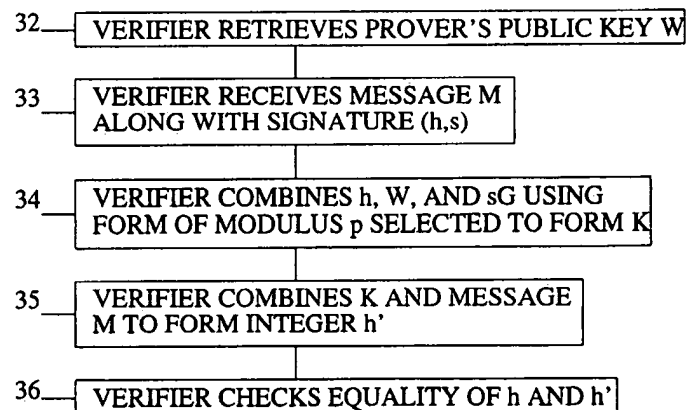 32 VERIFIER RETRIEVES PROVER'S PUBLIC KEY W
33 VERIFIER RECEIVES MESSAGE M
ALONG WITH SIGNATURE (h,s)
34 VERIFIER COMBINES h, W, AND sG USING
FORM OF MODULUS p SELECTED TO FORM K
35 VERIFIER COMBINES K AND MESSAGE
M TO FORM INTEGER h'
36 VERIFIER CHECKS EQUALITY OF h AND h'